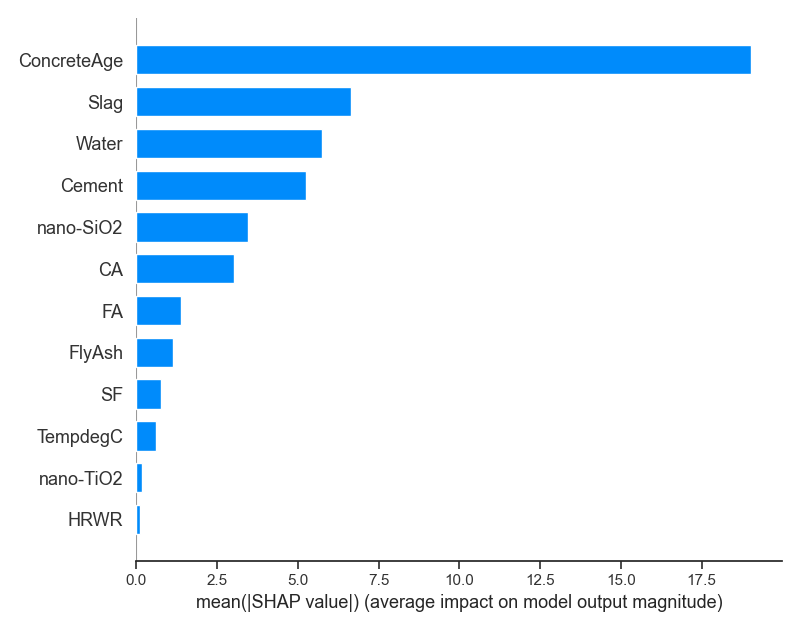 ConcreteAge
Slag
Water
Cement
nano-SiO2
CA
FA
FlyAsh
SF
TempdegC
nano-TiO2
HRWR
0.0 2.5 5.0 7.5 10.0 12.5 15.0 17.5
mean(|SHAP value|) (average impact on model output magnitude)